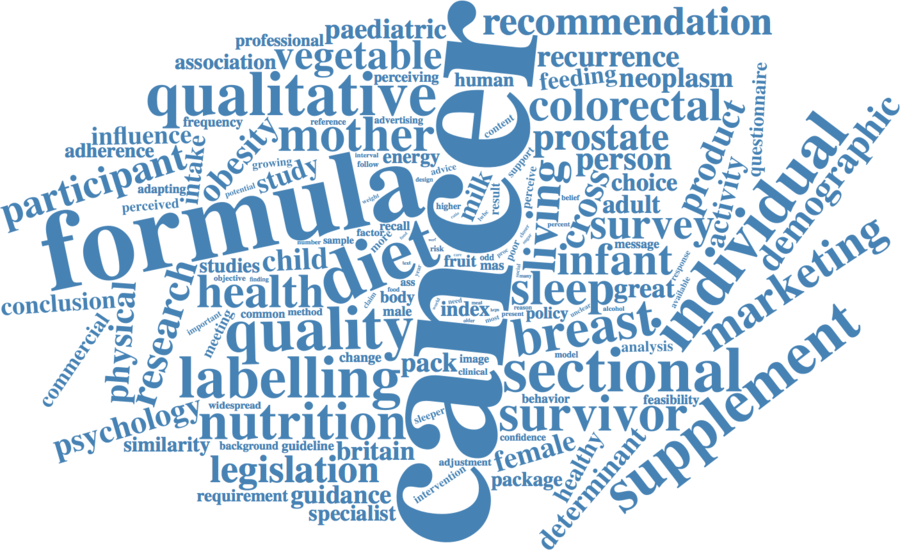 recommendation
paediatric
professional
vegetable
association
recurrence
perceiving
human
feeding
neoplasm
qualitative
reference
advertising
content
colorectal
frequency
mother
influence
adherence
obesity
prostate
product
questionnaire
demographic
individual
activity
participant
intake
growing
study
interval
follow
energy
advice
support
person
choice
adapting
perceived
potential
formula
weight
design
milk
result
perceive
living
cross
belief
adult
higher
cancer
survey
percent
recall
factor
more
sample
number
diet
risk
fruit
odd
mas
poor
message
infant
response
available
marketing
studies
child
objective
finding
conclusion
research
physical
commercial
health
claim
food
body
ass
male
index
need
sleep
great
reason
policy
unclear
alcohol
important
meeting
common
method
quality
most
present
older
breast
analysis
model
change
pack
image
clinical
labelling
sectional
supplement
behavior
feasibility
psychology
widespread
nutrition
sleeper
survivor
similarity
background
guideline
britain
confidence
female
healthy
determinant
legislation
adjustment
intervention
package
requirement
guidance
specialist